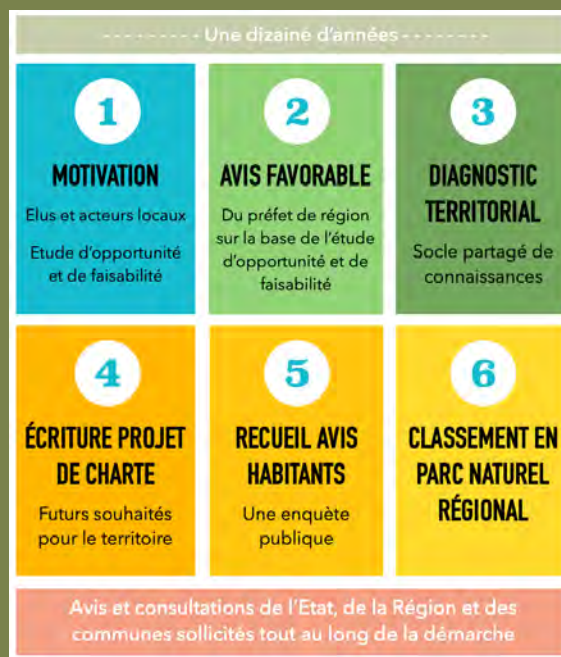 - - - - - - - - - Une dizaine d'années - - - - - - - -
1
MOTIVATION
Elus et acteurs locaux
Etude d'opportunité
et de faisabilité
2
AVIS FAVORABLE
Du préfet de région
sur la base de l'étude
d'opportunité et de
faisabilité
3
DIAGNOSTIC
TERRITORIAL
Socle partagé de
connaissances
4
ÉCRITURE PROJET
DE CHARTE
Futurs souhaités
pour le territoire
5
RECUEIL AVIS
HABITANTS
Une enquête
publique
6
CLASSEMENT EN
PARC NATUREL
RÉGIONAL
Avis et consultations de l'Etat, de la Région et des
communes sollicités tout au long de la démarche